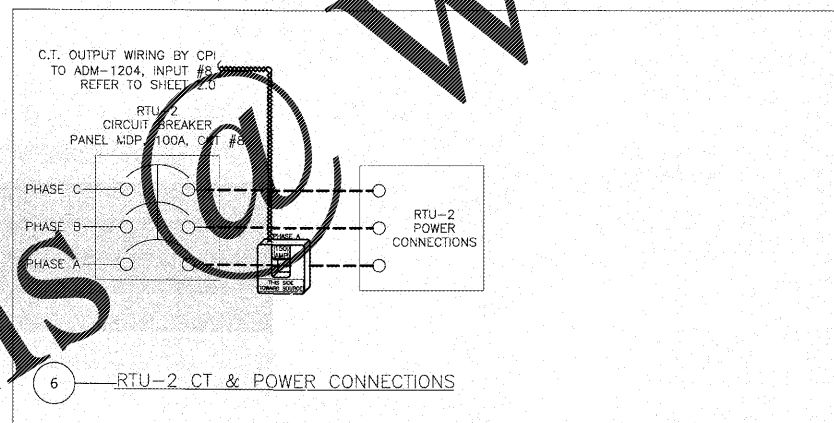 C.T. OUTPUT WIRING BY CPI
TO ADM-1204, INPUT #8
REFER TO SHEET 2.0
RTU-2
CIRCUIT BREAKER
PANEL MDP, 100A, CKT #8
PHASE C
PHASE B
PHASE A
PHASE A
AMP
THIS SIDE
TOWARD SOURCE
RTU-2
POWER
CONNECTIONS
6
RTU-2 CT & POWER CONNECTIONS
is @ W